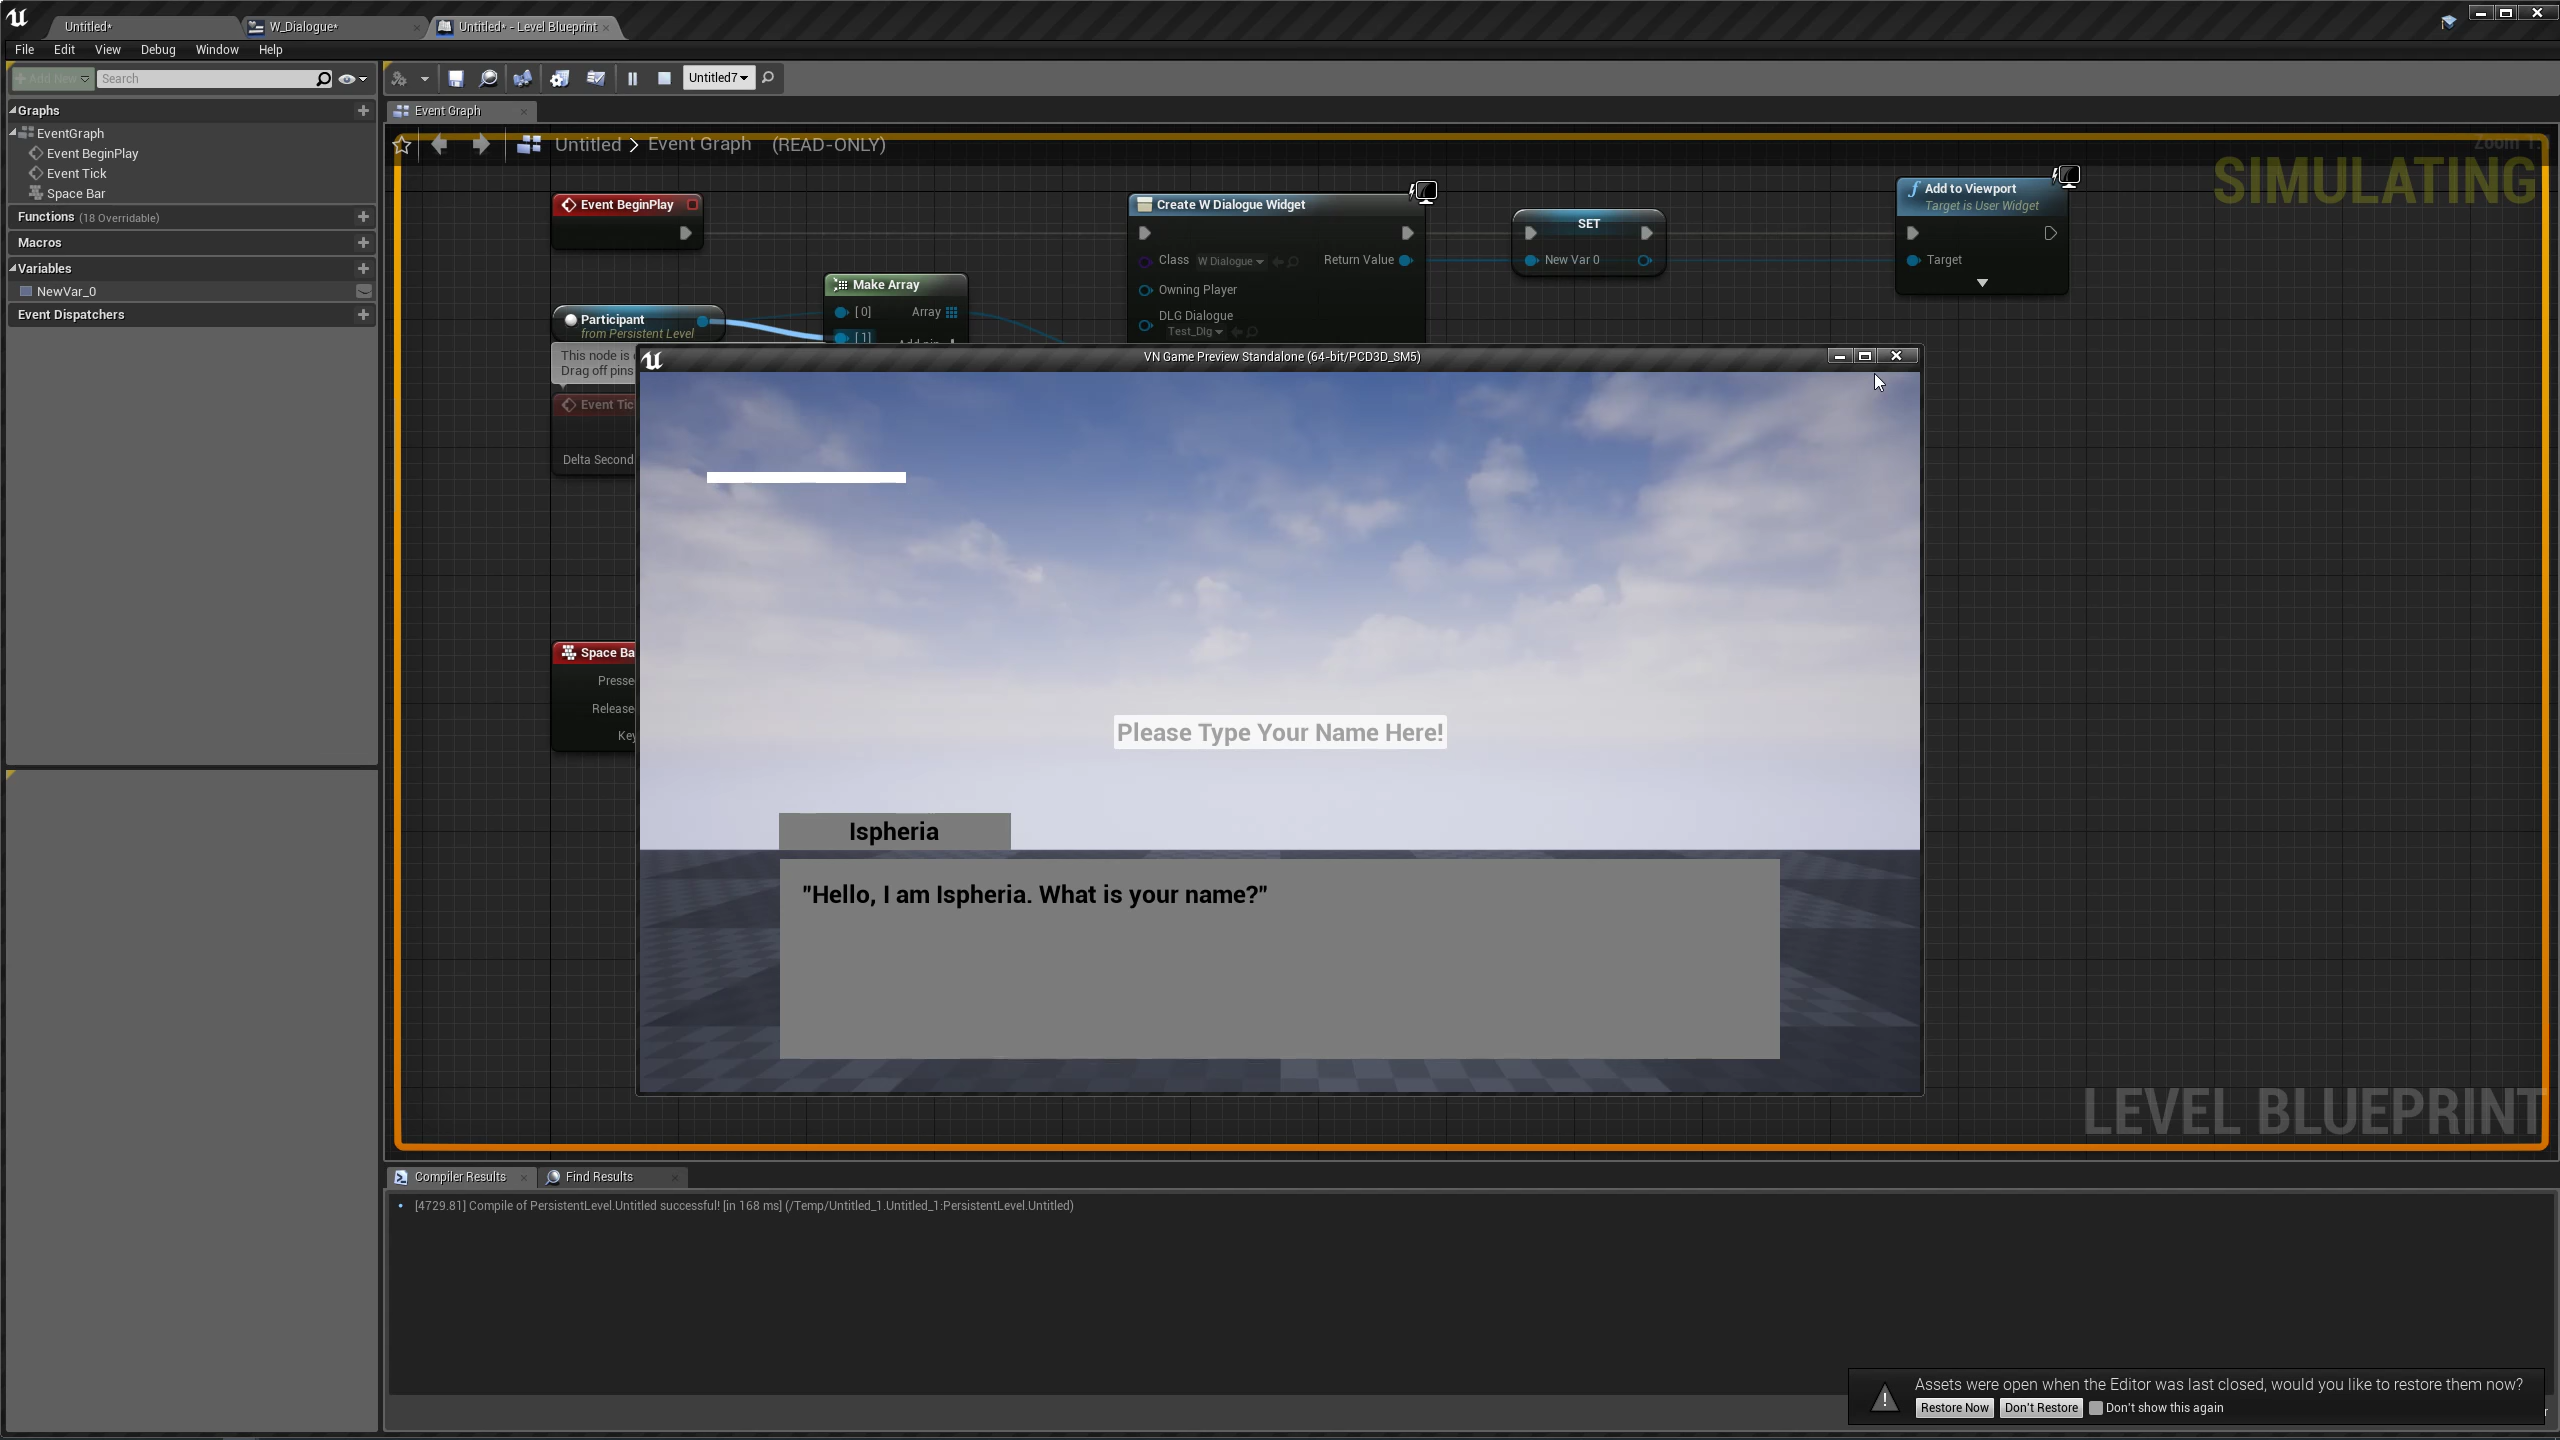 Untitled*
W_Dialogue*
Untitled* - Level Blueprint
File Edit View Debug Window Help
Add New
Search
Untitled7
Graphs
EventGraph
Event BeginPlay
Event Tick
Space Bar
Functions (18 Overridable)
Macros
Variables
NewVar_0
Event Dispatchers
Event Graph
Untitled > Event Graph (READ-ONLY)
SIMULATING
Event BeginPlay
Create W Dialogue Widget
Class W Dialogue
Return Value
Owning Player
DLG Dialogue
Test_Dlg
SET
New Var 0
Add to Viewport
Target is User Widget
Target
Make Array
[0] Array
[1]
Participant
from Persistent Level
This node is
Drag off pins
Event Tic
Delta Second
Space Ba
Presse
Release
Key
VN Game Preview Standalone (64-bit/PCD3D_SM5)
Please Type Your Name Here!
Ispheria
"Hello, I am Ispheria. What is your name?"
LEVEL BLUEPRINT
Compiler Results
Find Results
[4729.81] Compile of PersistentLevel.Untitled successful! [in 168 ms] (/Temp/Untitled_1.Untitled_1:PersistentLevel.Untitled)
Assets were open when the Editor was last closed, would you like to restore them now?
Restore Now Don't Restore Don't show this again